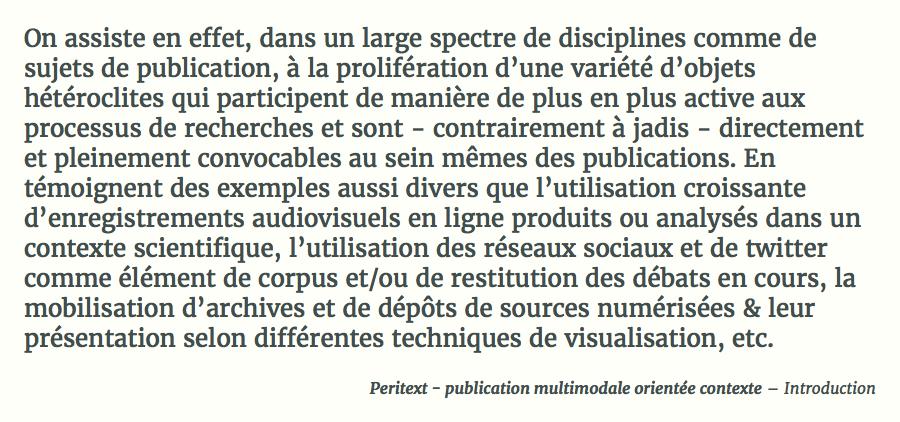 On assiste en effet, dans un large spectre de disciplines comme de
sujets de publication, à la prolifération d’une variété d’objets
hétéroclites qui participent de manière de plus en plus active aux
processus de recherches et sont - contrairement à jadis - directement
et pleinement convocables au sein mêmes des publications. En
témoignent des exemples aussi divers que l’utilisation croissante
d’enregistrements audiovisuels en ligne produits ou analysés dans un
contexte scientifique, l’utilisation des réseaux sociaux et de twitter
comme élément de corpus et/ou de restitution des débats en cours, la
mobilisation d’archives et de dépôts de sources numérisées & leur
présentation selon différentes techniques de visualisation, etc.
Peritext - publication multimodale orientée contexte – Introduction